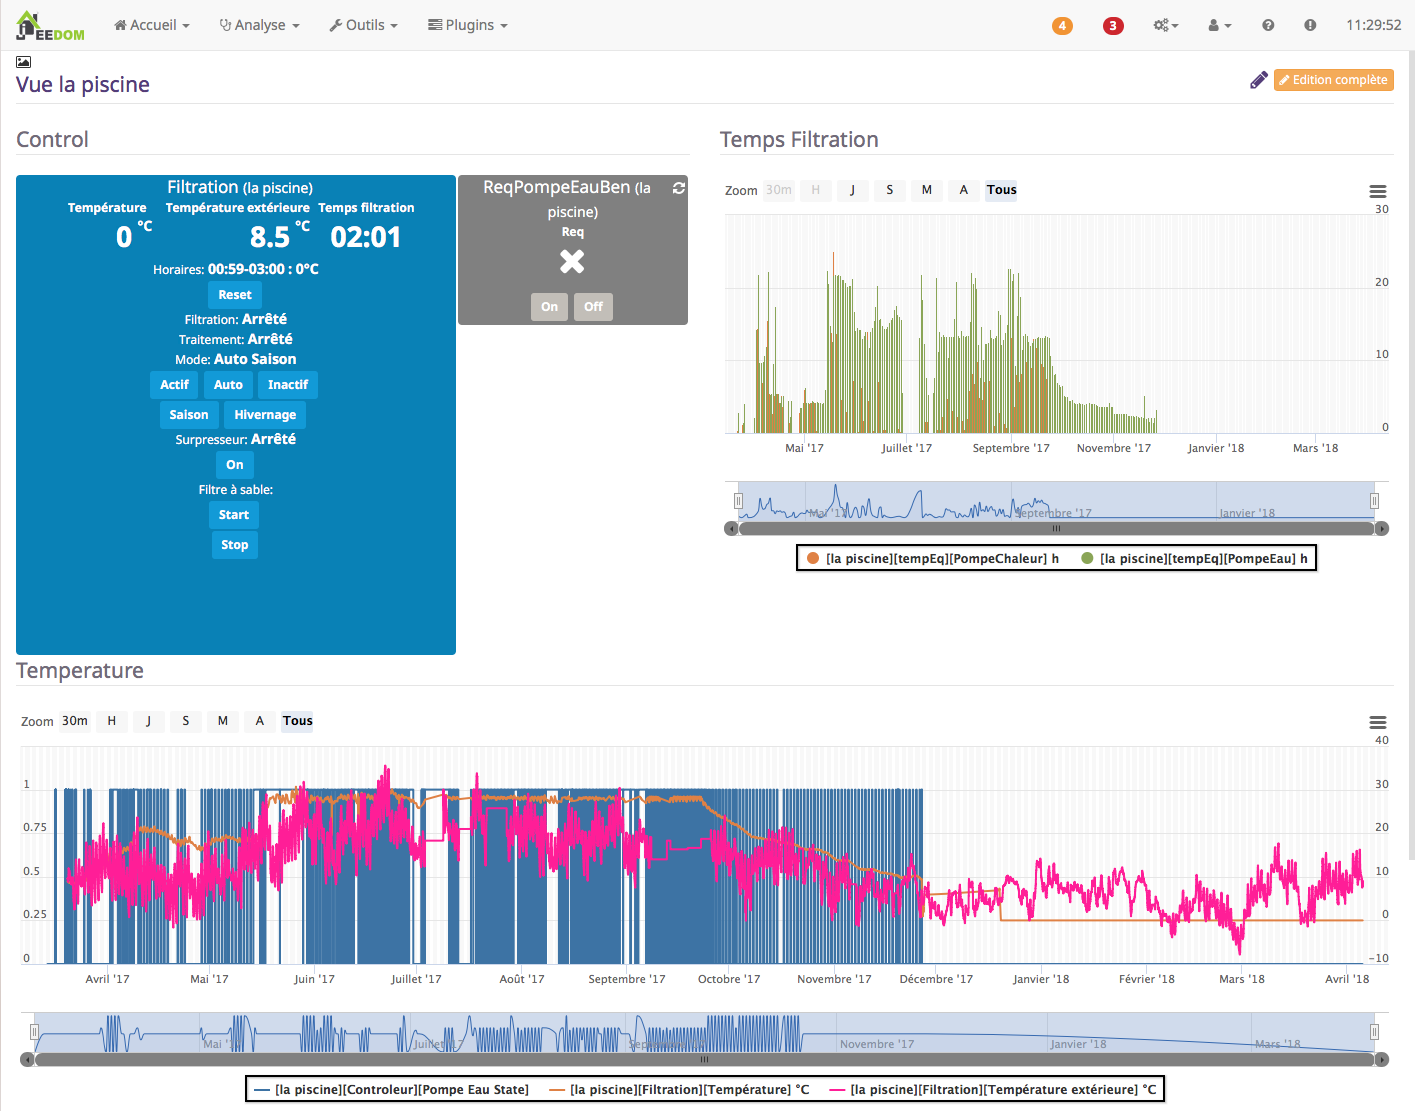 JEEDOM Accueil Analyse Outils Plugins 4 3 11:29:52
Vue la piscine
Edition complète
Control
Filtration (la piscine)
Température Température extérieure Temps filtration
0 °C 8.5 °C 02:01
Horaires: 00:59-03:00 : 0°C
Reset
Filtration: Arrêté
Traitement: Arrêté
Mode: Auto Saison
Actif Auto Inactif
Saison Hivernage
Surpresseur: Arrêté
On
Filtre à sable:
Start
Stop
ReqPompeEauBen (la
piscine)
Req
On Off
Temps Filtration
Zoom 30m H J S M A Tous
30
20
10
0
Mai '17 Juillet '17 Septembre '17 Novembre '17 Janvier '18 Mars '18
Mai '17 Septembre '17 Janvier '18
[la piscine][tempEq][PompeChaleur] h [la piscine][tempEq][PompeEau] h
Temperature
Zoom 30m H J S M A Tous
40
1 30
0.75 20
0.5 10
0.25 0
0 -10
Avril '17 Mai '17 Juin '17 Juillet '17 Août '17 Septembre '17 Octobre '17 Novembre '17 Décembre '17 Janvier '18 Février '18 Mars '18 Avril '18
Mai '17 Juillet '17 Septembre '17 Novembre '17 Janvier '18 Mars '18
[la piscine][Controleur][Pompe Eau State] [la piscine][Filtration][Température] °C [la piscine][Filtration][Température extérieure] °C